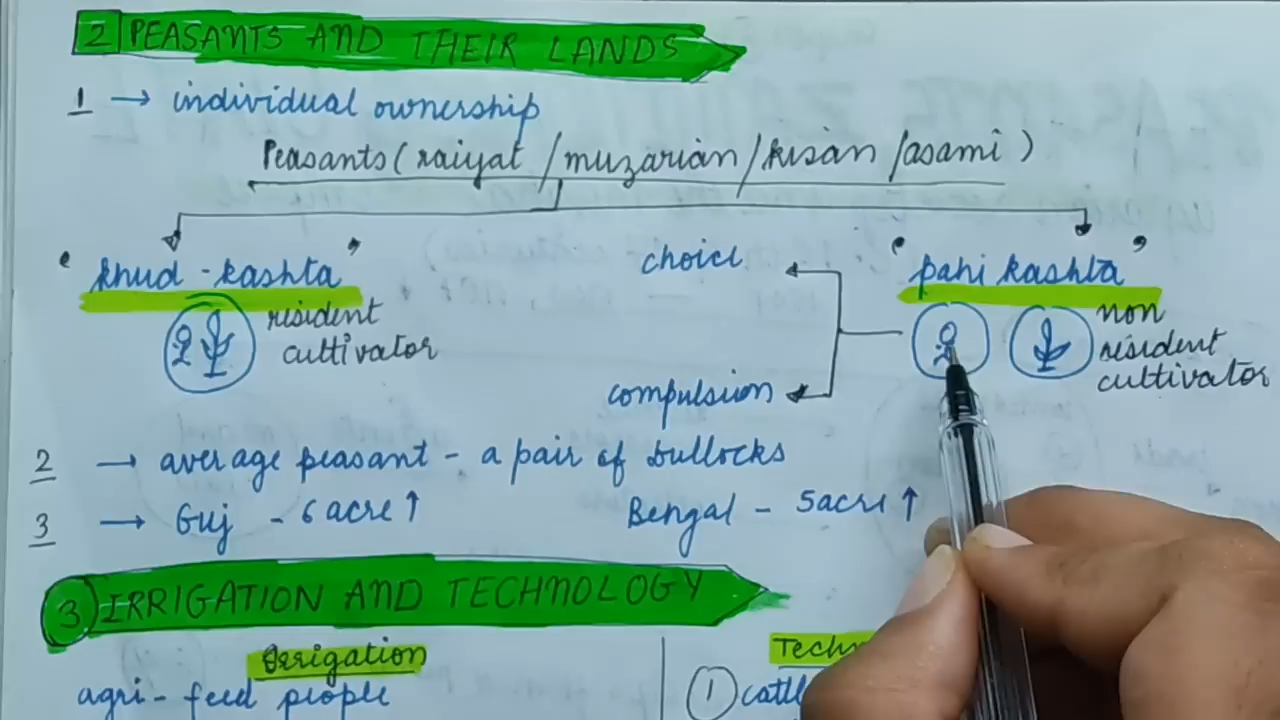 2 PEASANTS AND THEIR LANDS
1 → individual ownership
Peasants (raiyat / muzarian / kisan / asami)
' khud - kashta '
' pahi kashta '
choice
resident
cultivator
non
resident
cultivator
compulsion
2 → average peasant - a pair of bullocks
3 → Guj - 6 acre ↑
Bengal - 5 acre ↑
3 IRRIGATION AND TECHNOLOGY
Irrigation
agri - feed people
1